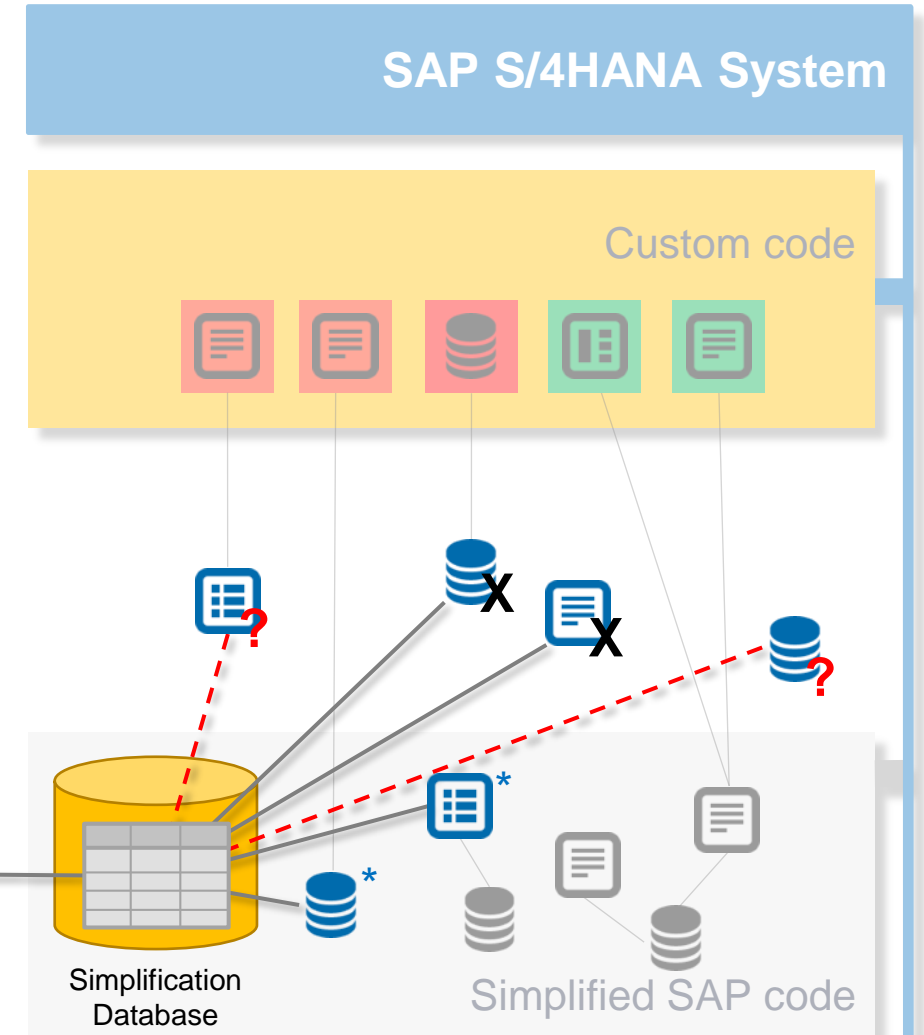 SAP S/4HANA System
Custom code
X
?
X
?
*
*
Simplification
Database
Simplified SAP code